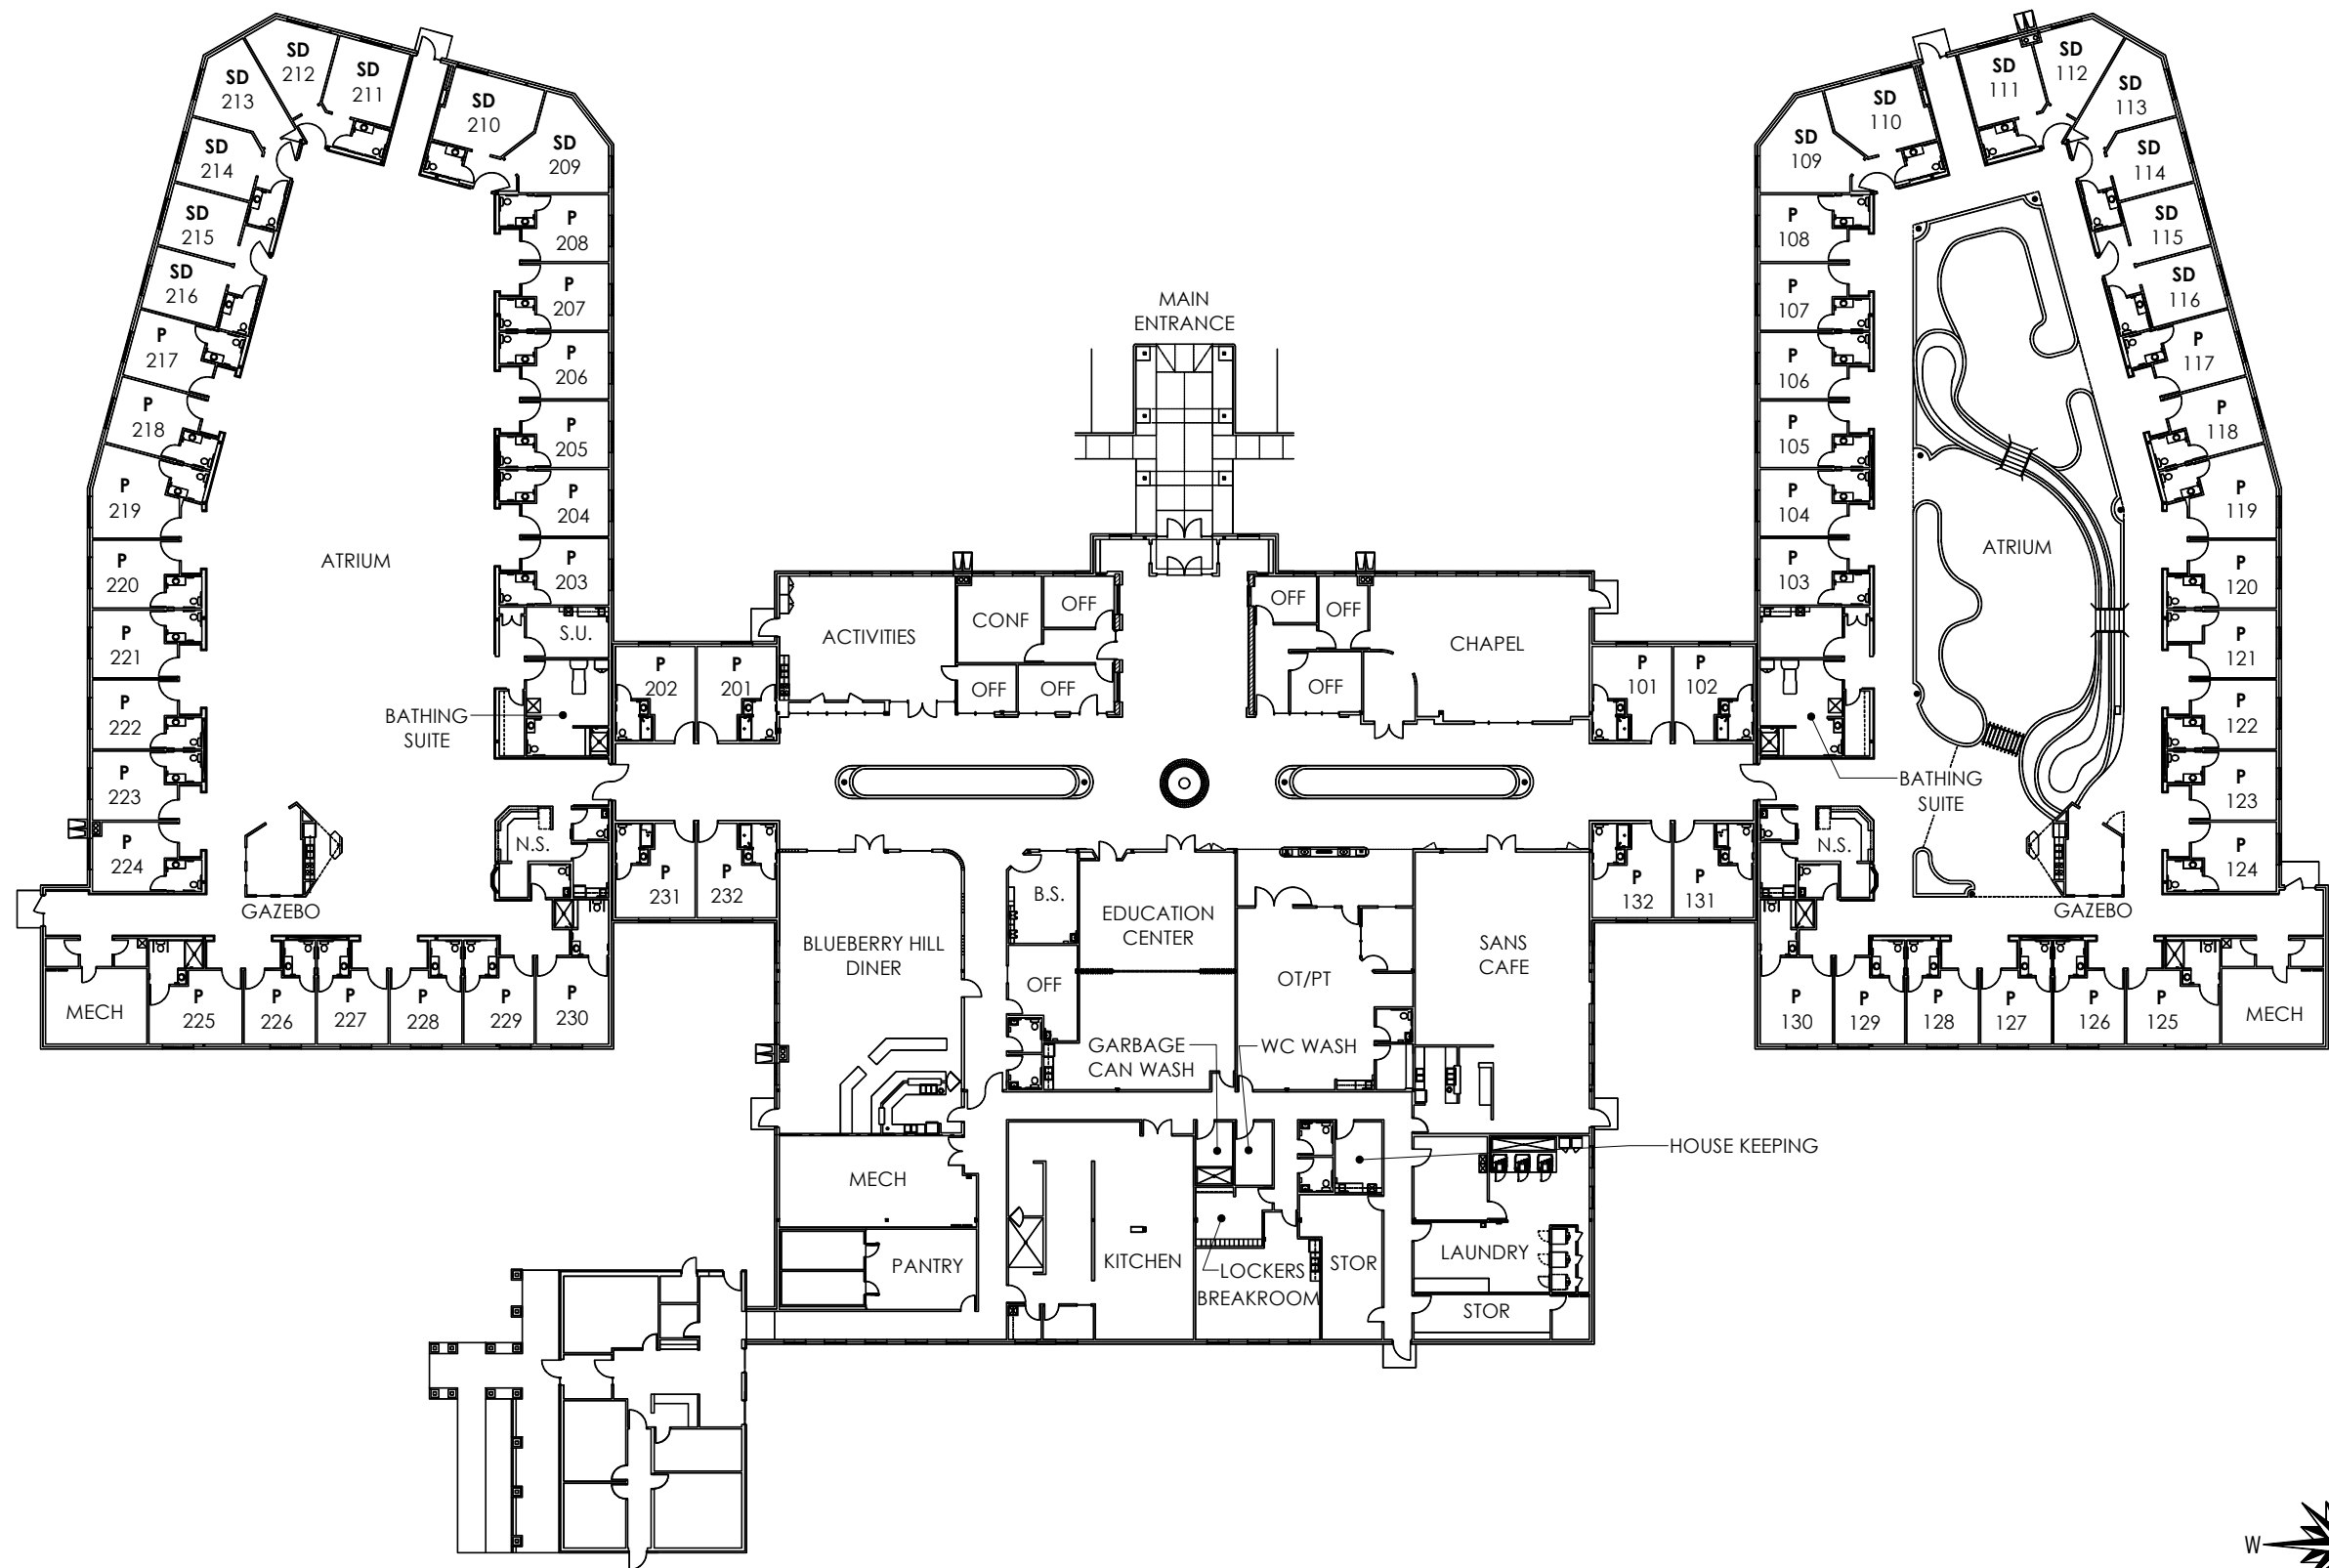 SD
212
SD
211
SD
213
SD
210
SD
214
SD
209
SD
215
SD
216
P
208
P
207
P
217
P
206
P
218
P
205
P
219
P
204
P
220
P
203
P
221
P
222
P
223
P
224
ATRIUM
S.U.
BATHING
SUITE
N.S.
GAZEBO
P
202
P
201
P
231
P
232
MECH
P
225
P
226
P
227
P
228
P
229
P
230
MAIN
ENTRANCE
ACTIVITIES
CONF
OFF
OFF
OFF
OFF
OFF
OFF
CHAPEL
BLUEBERRY HILL
DINER
B.S.
OFF
EDUCATION
CENTER
OT/PT
SANS
CAFE
GARBAGE
CAN WASH
WC WASH
HOUSE KEEPING
MECH
PANTRY
KITCHEN
LOCKERS
BREAKROOM
STOR
LAUNDRY
STOR
SD
112
SD
111
SD
113
SD
110
SD
109
SD
114
SD
115
SD
116
P
108
P
107
P
117
P
106
P
118
P
105
P
119
P
104
P
120
P
103
P
121
P
122
P
123
P
124
ATRIUM
P
101
P
102
P
132
P
131
BATHING
SUITE
N.S.
GAZEBO
P
130
P
129
P
128
P
127
P
126
P
125
MECH
W